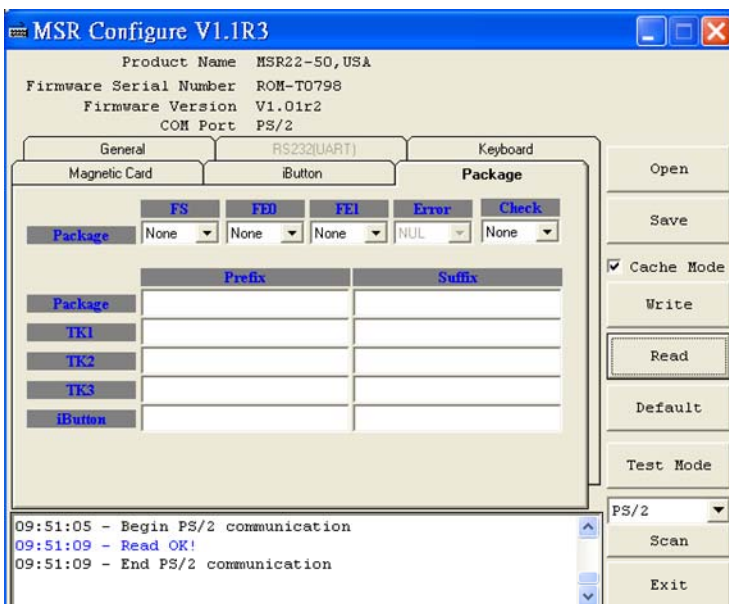 MSR Configure V1.1R3
Product Name MSR22-50,USA
Firmware Serial Number ROM-T0798
Firmware Version V1.01r2
COM Port PS/2
General RS232(UART) Keyboard
Magnetic Card iButton Package
FS FE0 FE1 Error Check
Package None None None NUL None
Prefix Suffix
Package
TK1
TK2
TK3
iButton
Open
Save
Cache Mode
Write
Read
Default
Test Mode
PS/2
Scan
Exit
09:51:05 - Begin PS/2 communication
09:51:09 - Read OK!
09:51:09 - End PS/2 communication